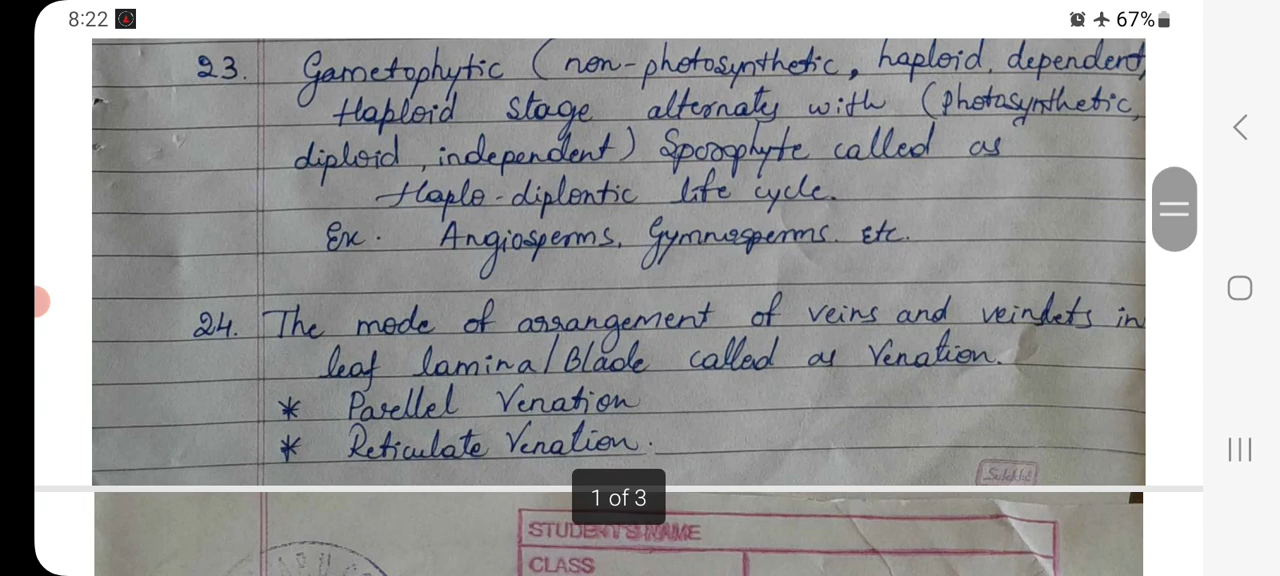 8:22
67%
23. Gametophytic (non-photosynthetic, haploid, dependent,
Haploid stage alternats with (photosynthetic,
diploid, independent) Sporophyte called as
Haplo-diplontic life cycle.
Ex. Angiosperms, Gymnosperms. Etc.
24. The mode of arrangement of veins and veinlets in
leaf lamina/Blade called as Venation.
* Parellel Venation
* Reticulate Venation.
1 of 3
STUDENT'S NAME
CLASS